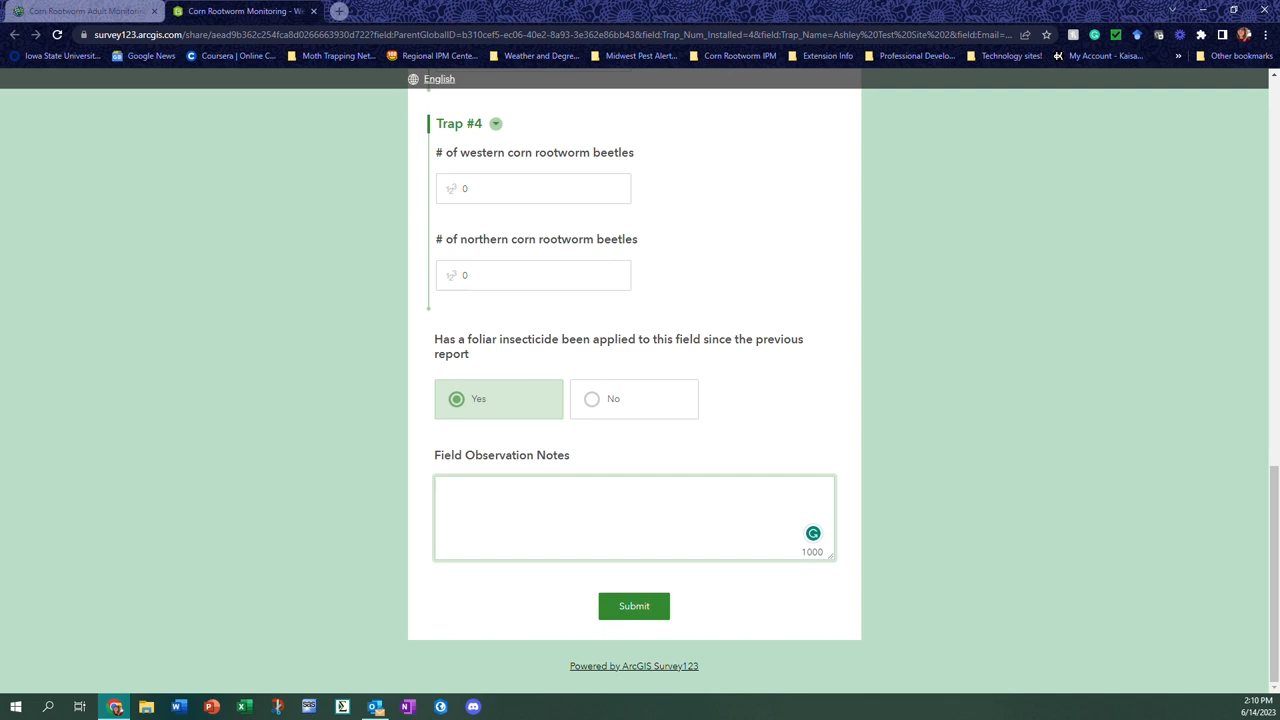 Corn Rootworm Adult Monitorin
Corn Rootworm Monitoring - We
survey123.arcgis.com/share/aead9b362c254fca8d0266663930d722?field:ParentGlobalID=b310cef5-ec06-40e2-8a93-3e362e86bb43&field:Trap_Num_Installed=4&field:Trap_Name=Ashley%20Test%20Site%202&field:Email=...
Iowa State Universit... Google News Coursera | Online C... Moth Trapping Net... Regional IPM Cente... Weather and Degre... Midwest Pest Alert... Corn Rootworm IPM Extension Info Professional Develo... Technology sites! My Account - Kaisa... » Other bookmarks
English
Trap #4
# of western corn rootworm beetles
0
# of northern corn rootworm beetles
0
Has a foliar insecticide been applied to this field since the previous
report
Yes No
Field Observation Notes
1000
Submit
Powered by ArcGIS Survey123
2:10 PM
6/14/2023